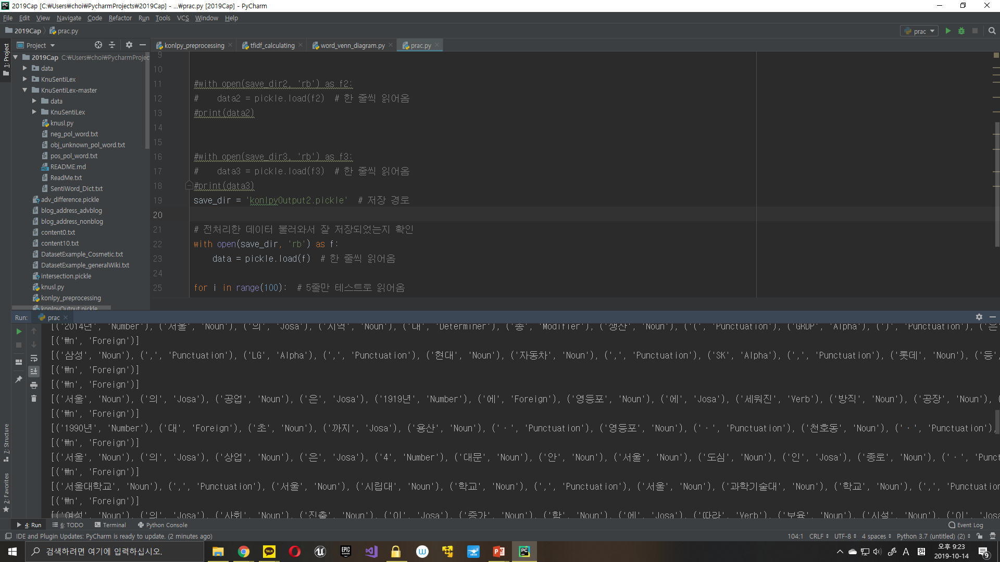 2019Cap [C:₩Users₩choi₩PycharmProjects₩2019Cap] - ...₩prac.py [2019Cap] - PyCharm
File Edit View Navigate Code Refactor Run Tools VCS Window Help
2019Cap prac.py
prac
Project
konlpy_preprocessing tfidf_calculating word_venn_diagram.py prac.py
1: Project
2019Cap C:₩Users₩choi₩PycharmProjec
data
KnuSentiLex
KnuSentiLex-master
data
KnuSentiLex
knusl.py
neg_pol_word.txt
obj_unknown_pol_word.txt
pos_pol_word.txt
README.md
ReadMe.txt
SentiWord_Dict.txt
adv_difference.pickle
blog_address_advblog
blog_address_nonblog
content0.txt
content10.txt
DatasetExample_Cosmetic.txt
DatasetExample_generalWiki.txt
intersection.pickle
knusl.py
konlpy_preprocessing
konlpyOutput.pickle
9
10
11 #with open(save_dir2, 'rb') as f2:
12 #    data2 = pickle.load(f2)  # 한 줄씩 읽어옴
13 #print(data2)
14
15
16 #with open(save_dir3, 'rb') as f3:
17 #    data3 = pickle.load(f3)  # 한 줄씩 읽어옴
18 #print(data3)
19 save_dir = 'konlpyOutput2.pickle'  # 저장 경로
20
21 # 전처리한 데이터 불러와서 잘 저장되었는지 확인
22 with open(save_dir, 'rb') as f:
23     data = pickle.load(f)  # 한 줄씩 읽어옴
24
25 for i in range(100):  # 5줄만 테스트로 읽어옴
Run: prac
[('2014년', 'Number'), ('서울', 'Noun'), ('의', 'Josa'), ('지역', 'Noun'), ('내', 'Determiner'), ('총', 'Modifier'), ('생산', 'Noun'), ('(', 'Punctuation'), ('GRDP', 'Alpha'), (')', 'Punctuation'), ('은
[('₩n', 'Foreign')]
[('삼성', 'Noun'), (',', 'Punctuation'), ('LG', 'Alpha'), (',', 'Punctuation'), ('현대', 'Noun'), ('자동차', 'Noun'), (',', 'Punctuation'), ('SK', 'Alpha'), (',', 'Punctuation'), ('롯데', 'Noun'), ('등',
[('₩n', 'Foreign')]
[('₩n', 'Foreign')]
[('서울', 'Noun'), ('의', 'Josa'), ('공업', 'Noun'), ('은', 'Josa'), ('1919년', 'Number'), ('에', 'Foreign'), ('영등포', 'Noun'), ('에', 'Josa'), ('세워진', 'Verb'), ('방직', 'Noun'), ('공장', 'Noun'), (
[('₩n', 'Foreign')]
[('1990년', 'Number'), ('대', 'Foreign'), ('초', 'Noun'), ('까지', 'Josa'), ('용산', 'Noun'), ('·', 'Punctuation'), ('영등포', 'Noun'), ('·', 'Punctuation'), ('천호동', 'Noun'), ('·', 'Punctuation'),
[('₩n', 'Foreign')]
[('서울', 'Noun'), ('의', 'Josa'), ('상업', 'Noun'), ('은', 'Josa'), ('4', 'Number'), ('대문', 'Noun'), ('안', 'Noun'), ('서울', 'Noun'), ('도심', 'Noun'), ('인', 'Josa'), ('종로', 'Noun'), ('·', 'Punct
[('₩n', 'Foreign')]
[('서울대학교', 'Noun'), (',', 'Punctuation'), ('서울', 'Noun'), ('시립대', 'Noun'), ('학교', 'Noun'), (',', 'Punctuation'), ('서울', 'Noun'), ('과학기술대', 'Noun'), ('학교', 'Noun'), (',', 'Punctuation
[('₩n', 'Foreign')]
[('여성', 'Noun'), ('의', 'Josa'), ('사회', 'Noun'), ('진출', 'Noun'), ('이', 'Josa'), ('증가', 'Noun'), ('함', 'Noun'), ('에', 'Josa'), ('따라', 'Verb'), ('보육', 'Noun'), ('시설', 'Noun'), ('이', 'Josa
7: Structure
2: Favorites
4: Run 6: TODO Terminal Python Console Event Log
IDE and Plugin Updates: PyCharm is ready to update. (2 minutes ago) 104:1 CRLF UTF-8 4 spaces Python 3.7 (untitled) (2)
검색하려면 여기에 입력하십시오.
TALK
EPIC GAMES
PC
A
오후 9:23
2019-10-14
9